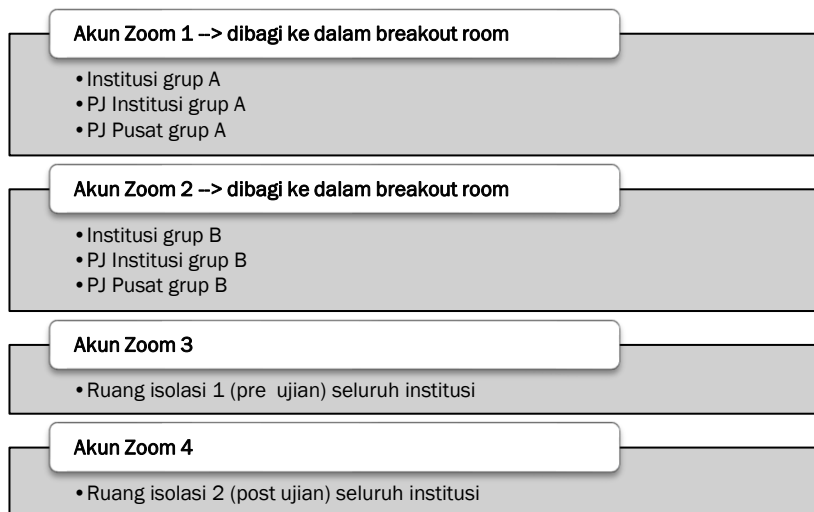 Akun Zoom 1 --> dibagi ke dalam breakout room
•Institusi grup A
•PJ Institusi grup A
•PJ Pusat grup A
Akun Zoom 2 --> dibagi ke dalam breakout room
•Institusi grup B
•PJ Institusi grup B
•PJ Pusat grup B
Akun Zoom 3
•Ruang isolasi 1 (pre ujian) seluruh institusi
Akun Zoom 4
•Ruang isolasi 2 (post ujian) seluruh institusi